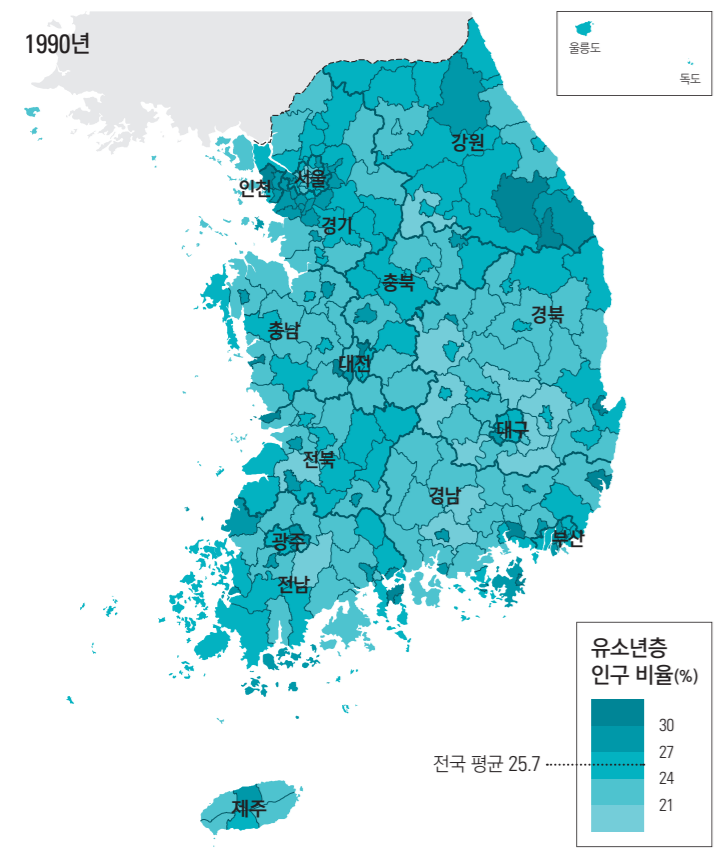 1990년
울릉도
독도
강원
서울
인천
경기
충북
경북
충남
대전
대구
전북
경남
광주
부산
전남
제주
유소년층
인구 비율(%)
30
27
전국 평균 25.7
24
21